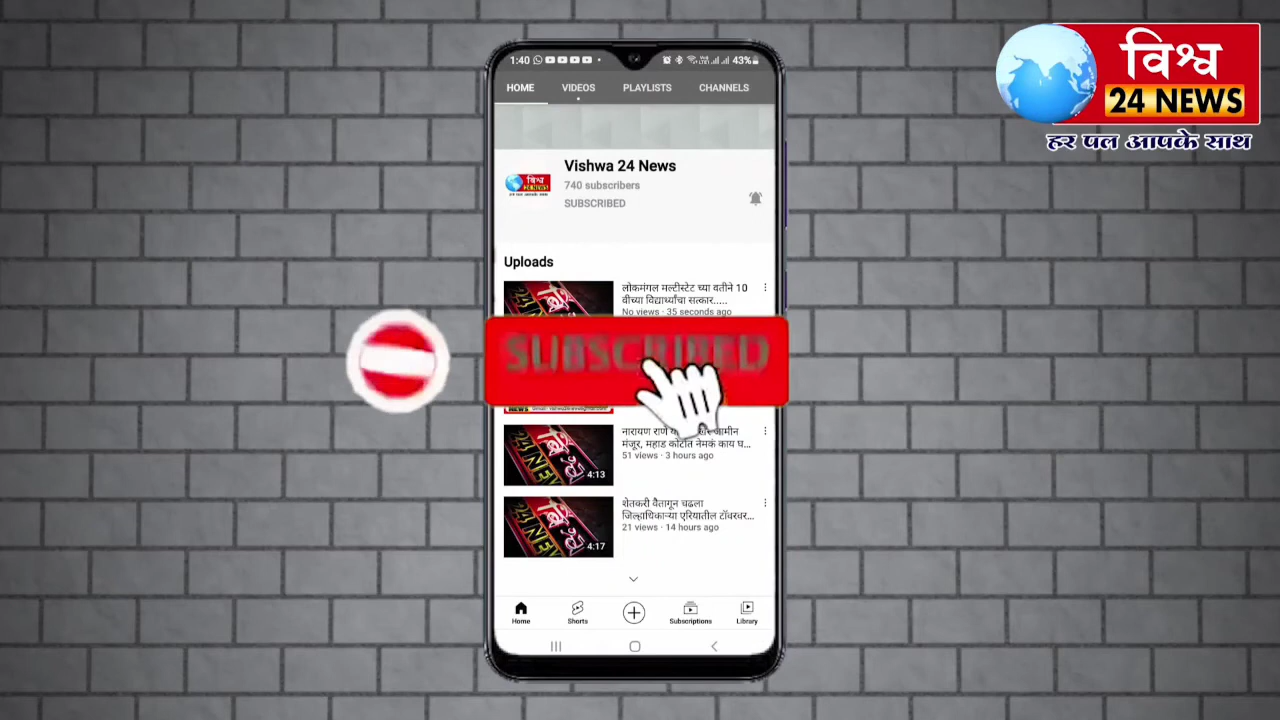 विश्व
24 NEWS
हर पल आपके साथ
1:40
43%
HOME VIDEOS PLAYLISTS CHANNELS
Vishwa 24 News
740 subscribers
SUBSCRIBED
Uploads
लोकमंगल मल्टीस्टेट च्या वतीने 10
वीच्या विद्यार्थ्यांचा सत्कार.....
No views · 35 seconds ago
SUBSCRIBED
नारायण राणे
जामीन
मंजूर, महाड कोर्टात नेमकं काय घ...
51 views · 3 hours ago
4:13
शेतकरी वैतागून चढला
जिल्हाधिकाऱ्या एरियातील टॉवरवर...
21 views · 14 hours ago
4:17
Home Shorts Subscriptions Library